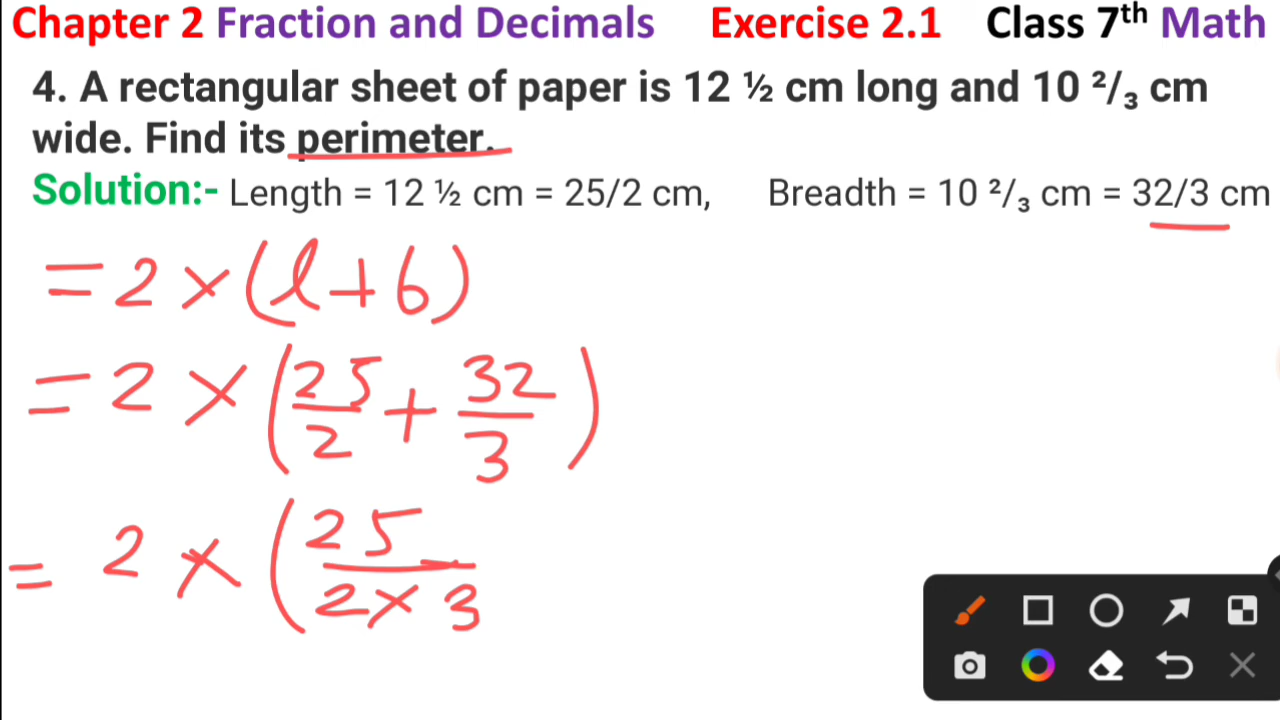 Chapter 2 Fraction and Decimals Exercise 2.1 Class 7th Math
4. A rectangular sheet of paper is 12 ½ cm long and 10 ²/₃ cm
wide. Find its perimeter.
Solution:- Length = 12 ½ cm = 25/2 cm, Breadth = 10 ²/₃ cm = 32/3 cm
= 2 × (l + b)
= 2 × (25/2 + 32/3)
= 2 × (25/2 × 3